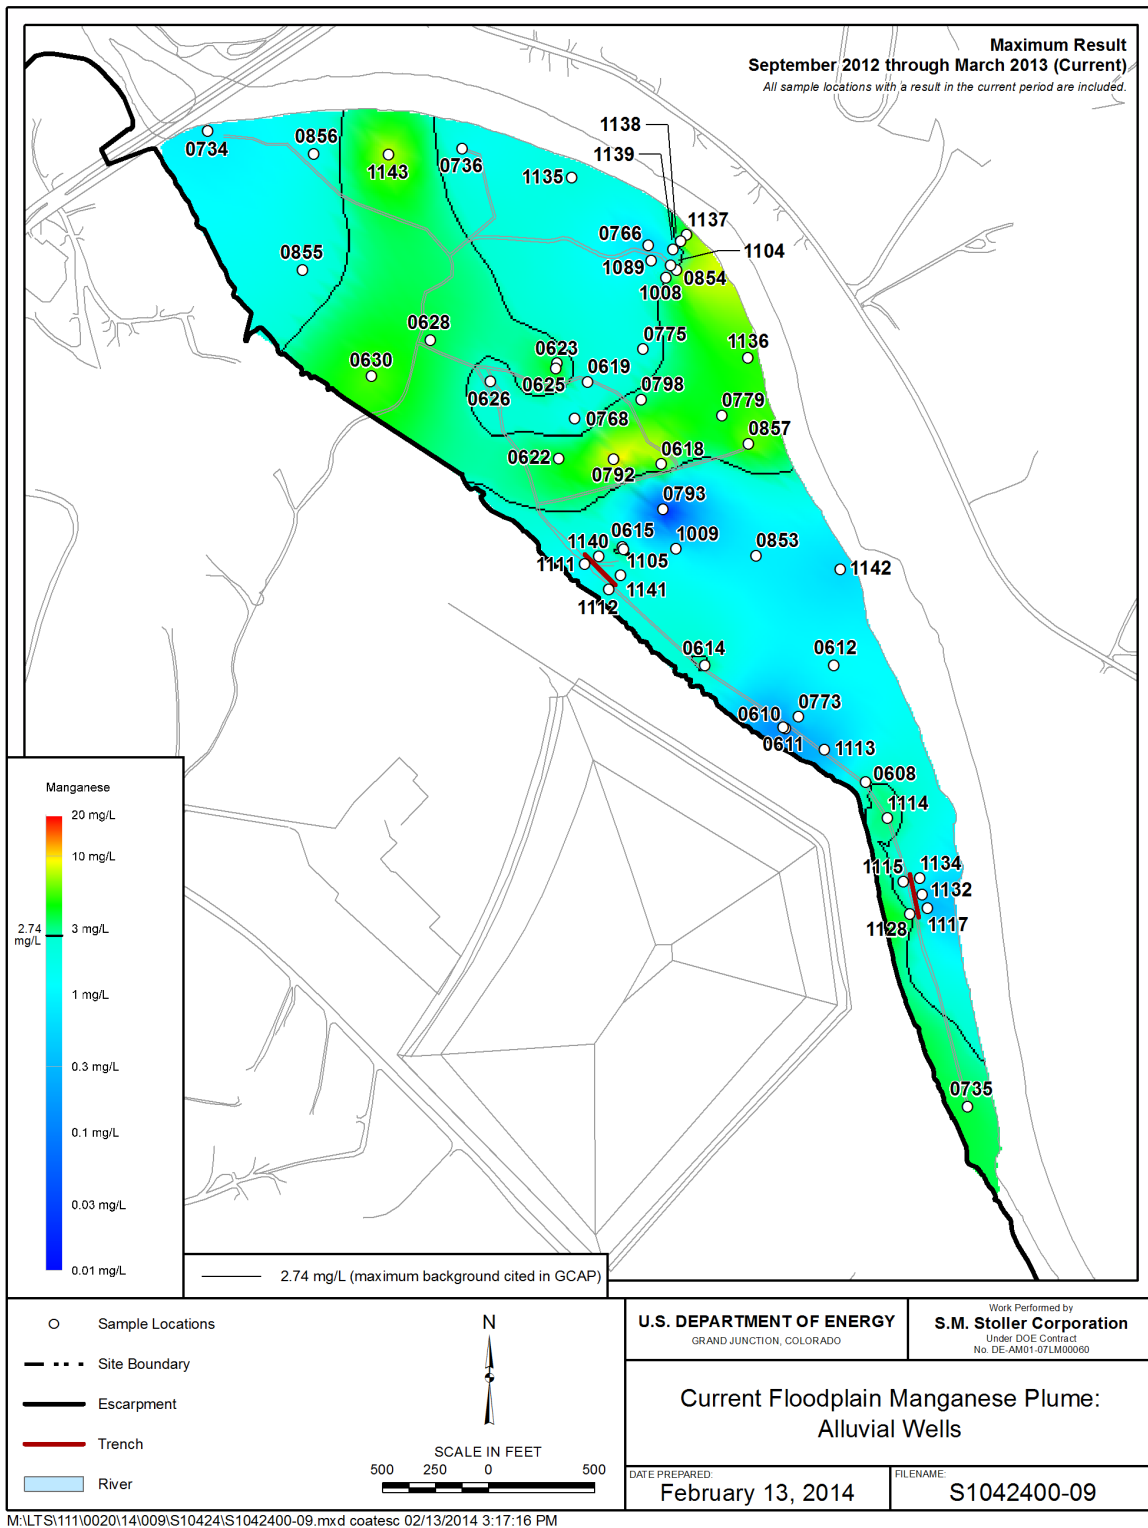 Maximum Result
September 2012 through March 2013 (Current)
All sample locations with a result in the current period are included.
1138
1139
0734
0856
1143
0736
1135
1137
0766
1104
0855
1089
0854
1008
0628
0775
1136
0623
0630
0619
0625
0626
0798
0779
0768
0857
0622
0618
0792
0793
0615
1009
1140
0853
1111
1105
1142
1141
1112
0614
0612
0773
0610
0611
1113
0608
1114
1115
1134
1132
1128
1117
0735
Manganese
20 mg/L
10 mg/L
2.74
mg/L
3 mg/L
1 mg/L
0.3 mg/L
0.1 mg/L
0.03 mg/L
0.01 mg/L
2.74 mg/L (maximum background cited in GCAP)
Sample Locations
Site Boundary
Escarpment
Trench
River
N
SCALE IN FEET
500 250 0 500
U.S. DEPARTMENT OF ENERGY
GRAND JUNCTION, COLORADO
Work Performed by
S.M. Stoller Corporation
Under DOE Contract
No. DE-AM01-07LM00060
Current Floodplain Manganese Plume:
Alluvial Wells
DATE PREPARED:
February 13, 2014
FILENAME:
S1042400-09
M:\LTS\111\0020\14\009\S10424\S1042400-09.mxd coatesc 02/13/2014 3:17:16 PM